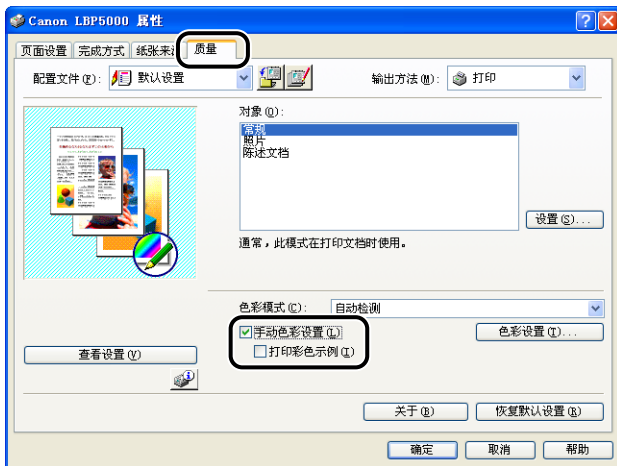 Canon LBP5000 属性
页面设置 完成方式 纸张来 质量
配置文件(F): 默认设置 输出方法(M): 打印
对象(O):
常规
照片
陈述文档
设置(S)...
通常，此模式在打印文档时使用。
色彩模式(C): 自动检测
手动色彩设置(L) 色彩设置(T)...
打印彩色示例(I)
查看设置(V)
关于(B) 恢复默认设置(R)
确定 取消 帮助